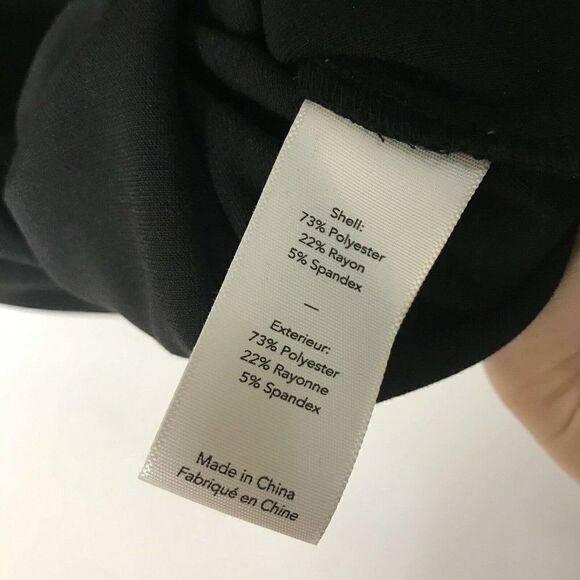 Shell:
73% Polyester
22% Rayon
5% Spandex
—
Exterieur:
73% Polyester
22% Rayonne
5% Spandex
Made in China
Fabriqué en Chine